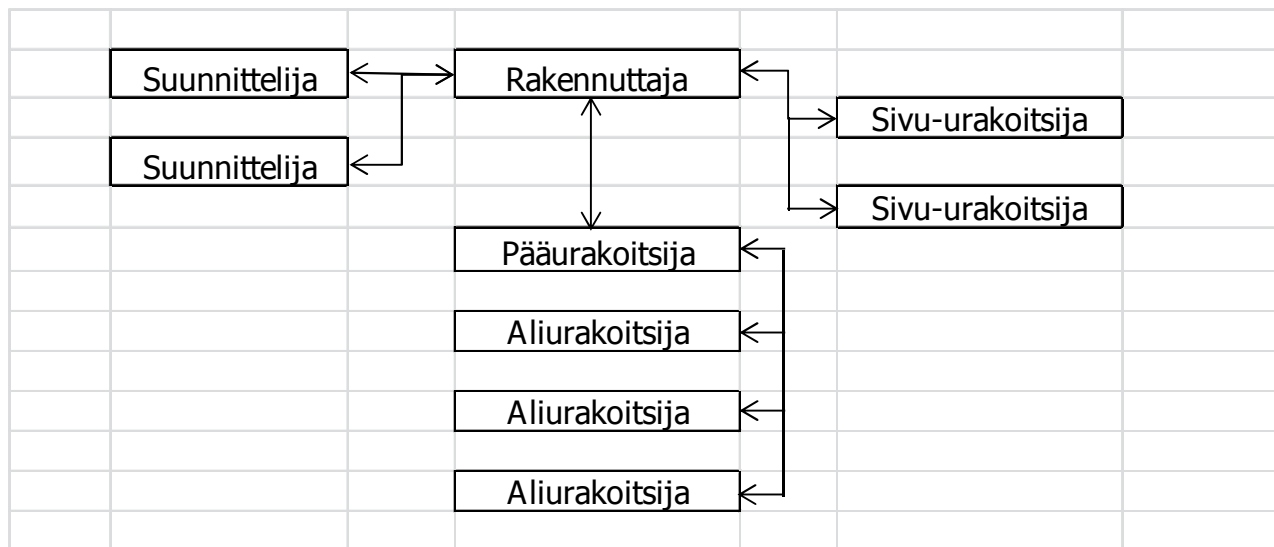 Suunnittelija
Rakennuttaja
Sivu-urakoitsija
Suunnittelija
Sivu-urakoitsija
Pääurakoitsija
Aliurakoitsija
Aliurakoitsija
Aliurakoitsija